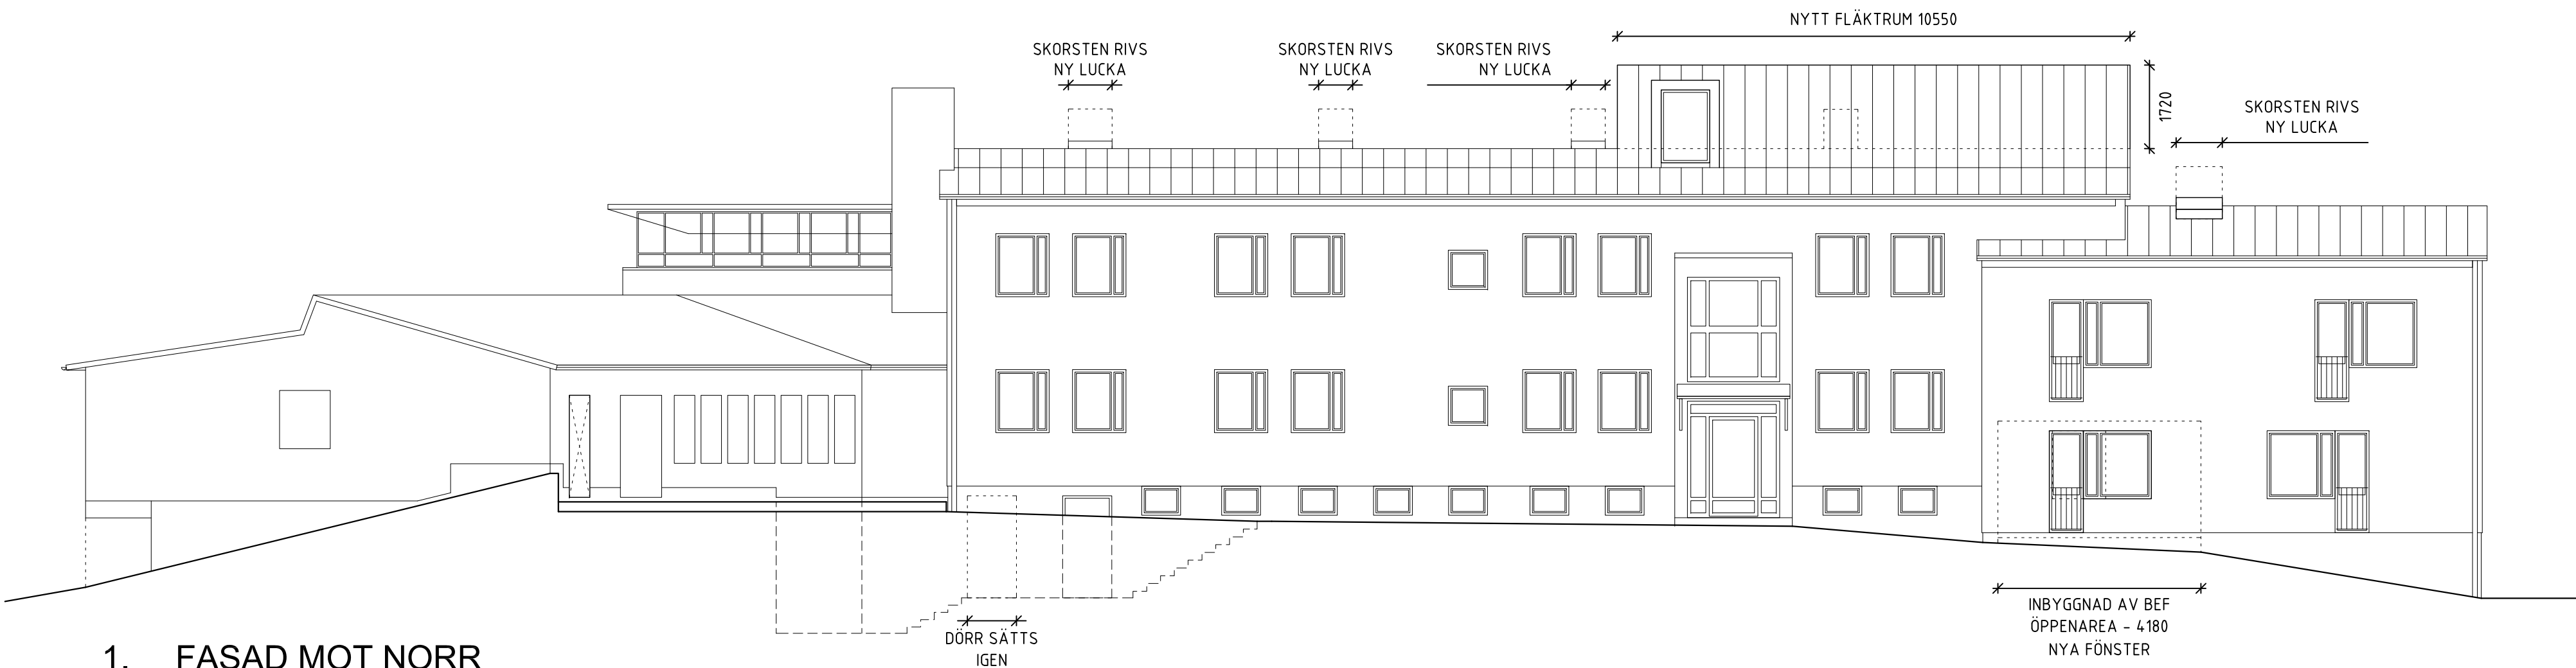 NYTT FLÄKTRUM 10550
SKORSTEN RIVS
NY LUCKA
SKORSTEN RIVS
NY LUCKA
SKORSTEN RIVS
NY LUCKA
1720
SKORSTEN RIVS
NY LUCKA
INBYGGNAD AV BEF
ÖPPENAREA - 4180
NYA FÖNSTER
DÖRR SÄTTS
IGEN
1. FASAD MOT NORR